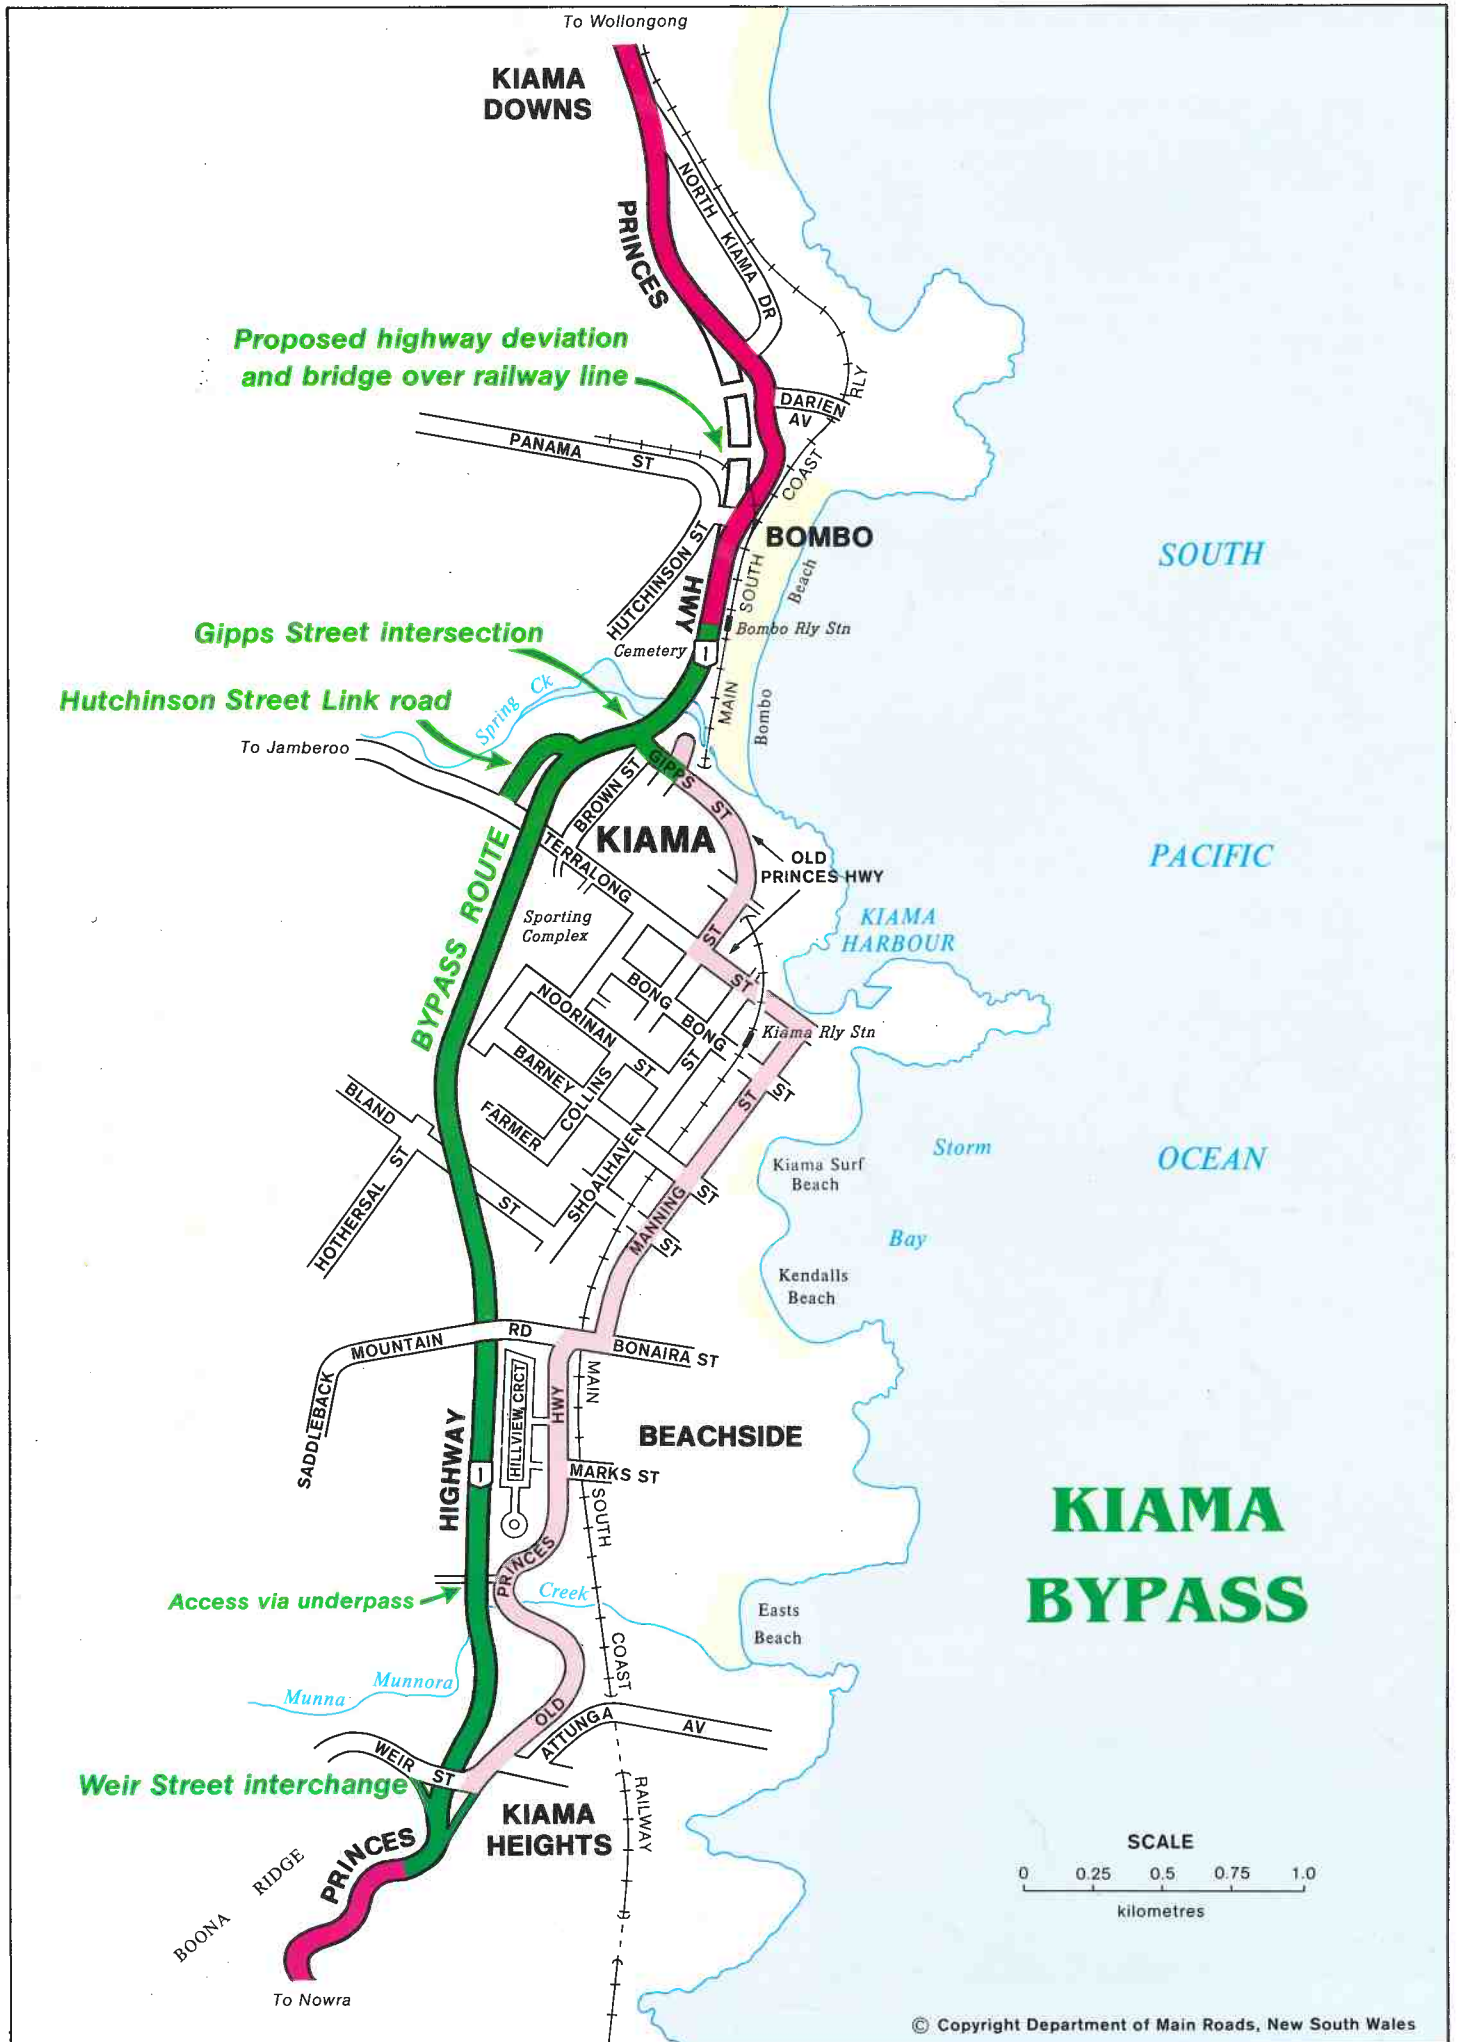 To Wollongong
KIAMA
DOWNS
NORTH KIAMA DR
PRINCES
Proposed highway deviation
and bridge over railway line
DARIEN
AV
RLY
PANAMA ST
COAST
BOMBO
SOUTH
HUTCHINSON ST
HWY
SOUTH
Beach
Gipps Street intersection
Bombo Rly Stn
Cemetery
1
Hutchinson Street Link road
Spring Ck
MAIN
Bombo
To Jamberoo
GIPPS ST
BROWN ST
KIAMA
OLD
PRINCES HWY
PACIFIC
TERRALONG
BYPASS ROUTE
Sporting
Complex
ST
KIAMA
HARBOUR
ST
BONG BONG ST
NOORINAN ST
Kiama Rly Stn
BARNEY
COLLINS
FARMER
ST
ST
BLAND ST
HOTHERSAL ST
SHOALHAVEN
MANNING
ST
ST
Kiama Surf
Beach
Storm
OCEAN
Bay
Kendalls
Beach
SADDLEBACK MOUNTAIN RD
BONAIRA ST
MAIN
HILLVIEW CRCT
HWY
BEACHSIDE
HIGHWAY
1
MARKS ST
SOUTH
KIAMA
BYPASS
PRINCES
Access via underpass
Creek
Easts
Beach
COAST
Munna Munnora
OLD
ATTUNGA AV
WEIR ST
Weir Street interchange
RAILWAY
KIAMA
HEIGHTS
PRINCES
BOONA RIDGE
To Nowra
SCALE
0 0.25 0.5 0.75 1.0
kilometres
© Copyright Department of Main Roads, New South Wales